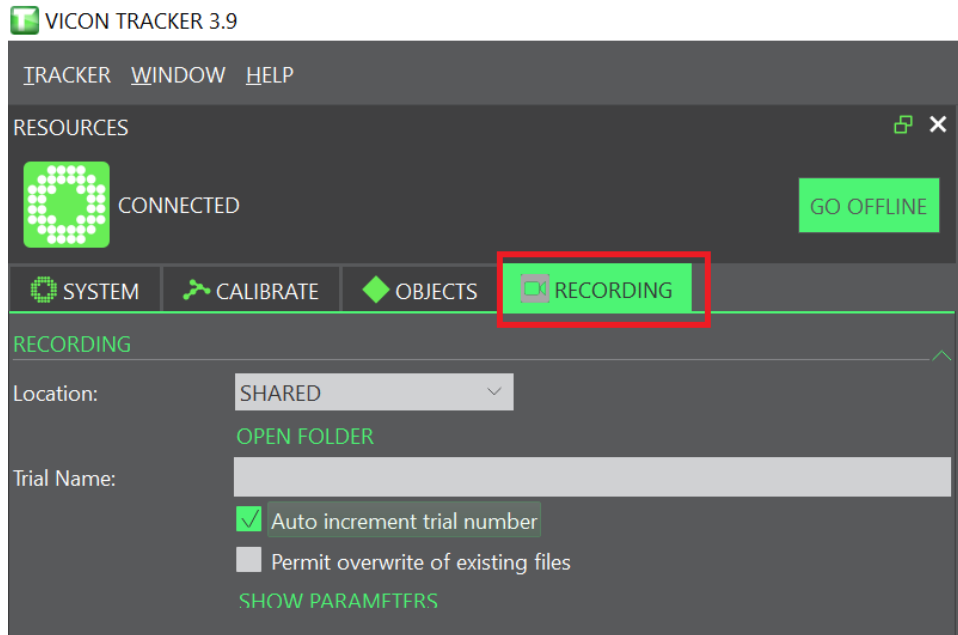 VICON TRACKER 3.9
TRACKER WINDOW HELP
RESOURCES
CONNECTED
GO OFFLINE
SYSTEM CALIBRATE OBJECTS RECORDING
RECORDING
Location: SHARED
OPEN FOLDER
Trial Name:
Auto increment trial number
Permit overwrite of existing files
SHOW PARAMETERS